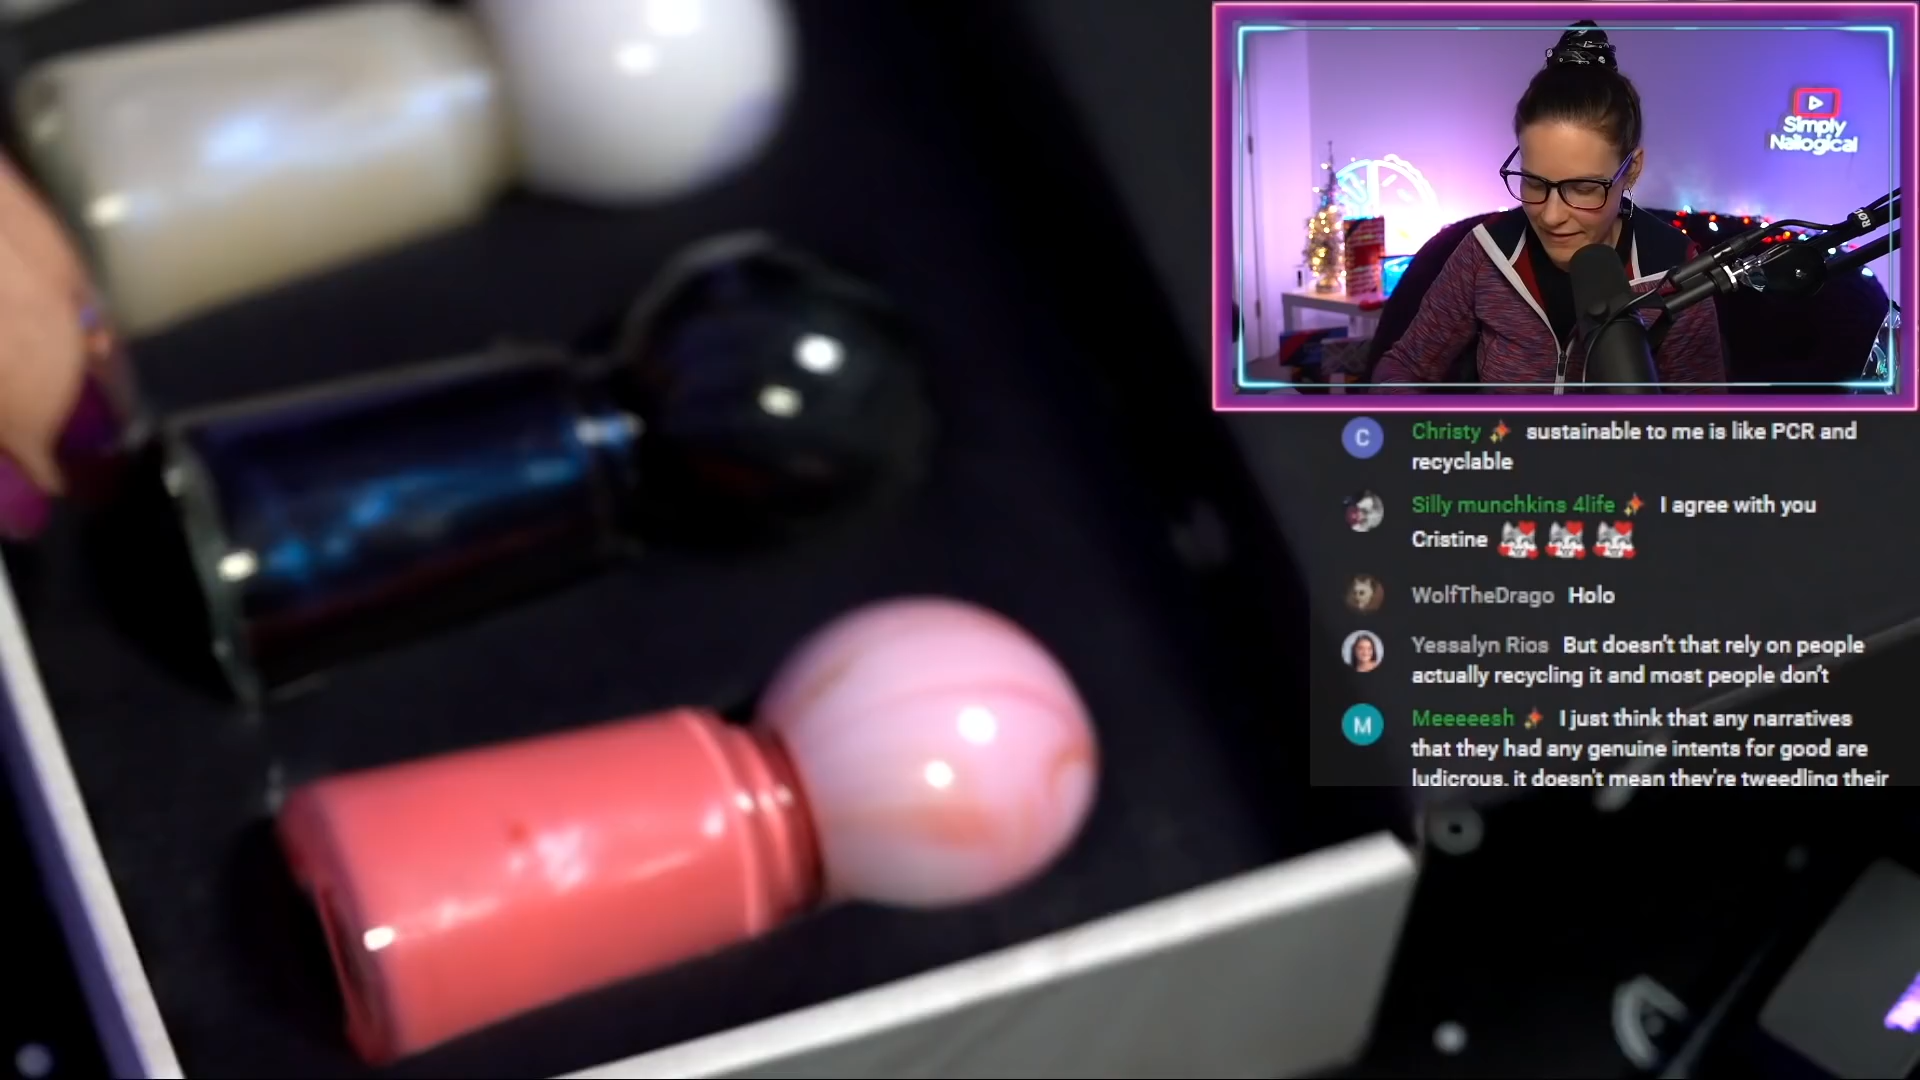 Simply
Nailogical
RØDE
C
Christy sustainable to me is like PCR and
recyclable
Silly munchkins 4life I agree with you
Cristine
WolfTheDrago Holo
Yessalyn Rios But doesn't that rely on people
actually recycling it and most people don't
M
Meeeeesh I just think that any narratives
that they had any genuine intents for good are
ludicrous, it doesn't mean they're tweedling their